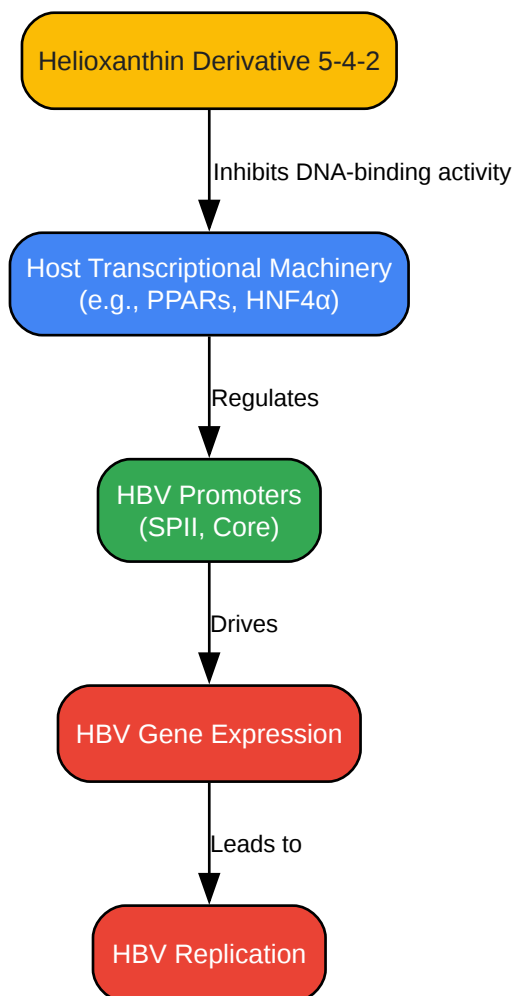 Helioxanthin Derivative 5-4-2
Inhibits DNA-binding activity
Host Transcriptional Machinery
(e.g., PPARs, HNF4α)
Regulates
HBV Promoters
(SPII, Core)
Drives
HBV Gene Expression
Leads to
HBV Replication